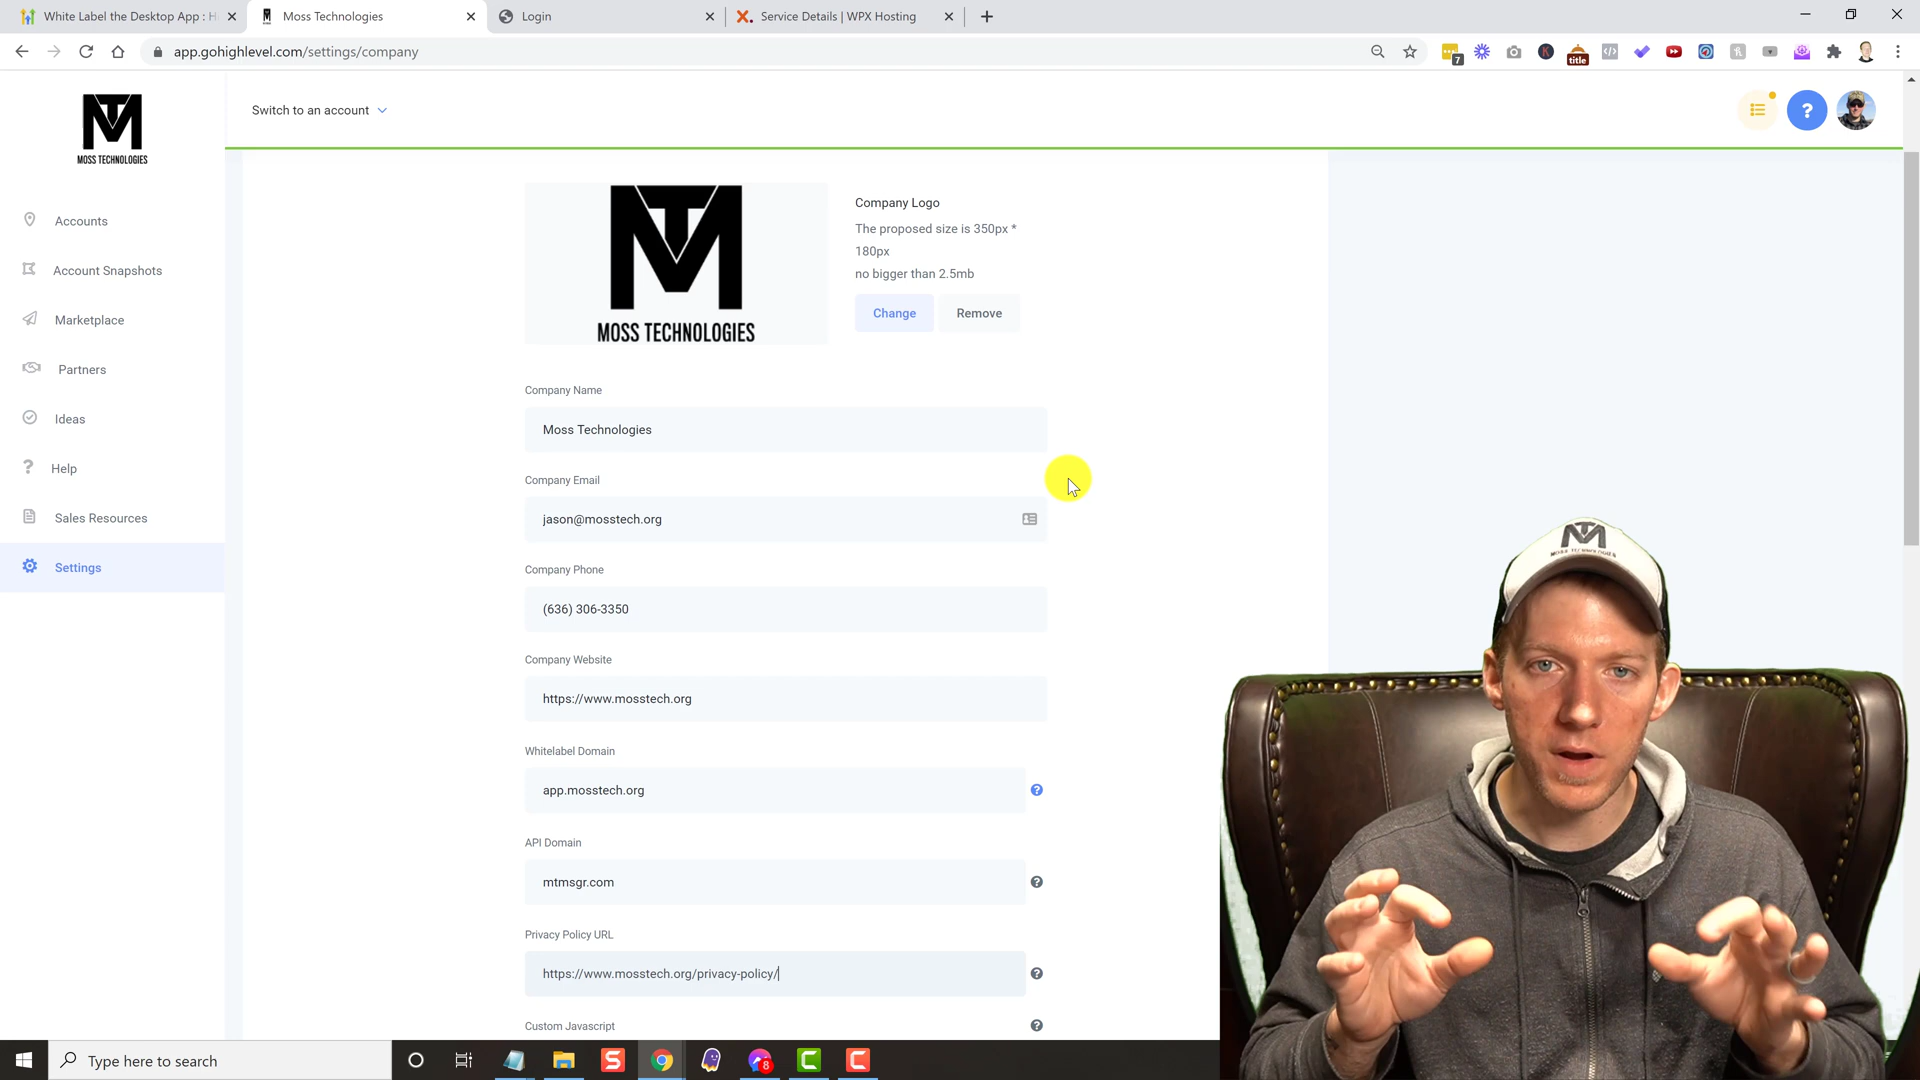 White Label the Desktop App : H
Moss Technologies
Login
Service Details | WPX Hosting
app.gohighlevel.com/settings/company
7
title
MOSS TECHNOLOGIES
Switch to an account
?
Accounts
Account Snapshots
Marketplace
Partners
Ideas
Help
Sales Resources
Settings
MOSS TECHNOLOGIES
Company Logo
The proposed size is 350px *
180px
no bigger than 2.5mb
Change
Remove
Company Name
Moss Technologies
Company Email
jason@mosstech.org
Company Phone
(636) 306-3350
Company Website
https://www.mosstech.org
Whitelabel Domain
app.mosstech.org
API Domain
mtmsgr.com
Privacy Policy URL
https://www.mosstech.org/privacy-policy/
Custom Javascript
Type here to search
8